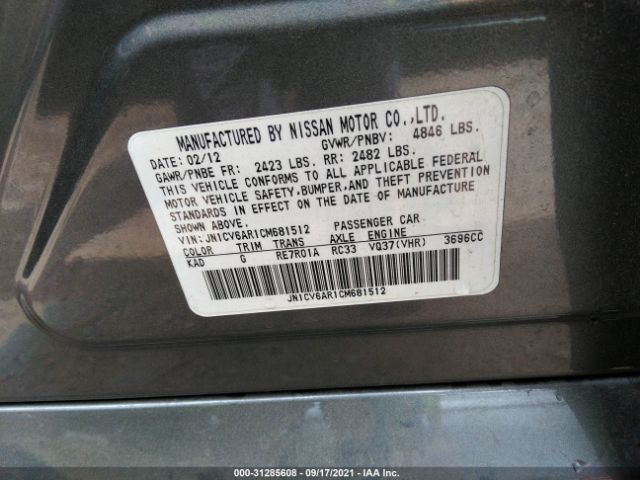 MANUFACTURED BY NISSAN MOTOR CO.,LTD.
DATE: 02/12 GVWR/PNBV: 4846 LBS.
GAWR/PNBE FR: 2423 LBS. RR: 2482 LBS.
THIS VEHICLE CONFORMS TO ALL APPLICABLE FEDERAL
MOTOR VEHICLE SAFETY, BUMPER, AND THEFT PREVENTION
STANDARDS IN EFFECT ON THE DATE OF MANUFACTURE
SHOWN ABOVE.
VIN: JN1CV6AR1CM681512 PASSENGER CAR
COLOR TRIM TRANS AXLE ENGINE
KAD G RE7R01A RC33 VQ37(VHR) 3696CC
JN1CV6AR1CM681512
000-31285608 - 09/17/2021 - IAA Inc.